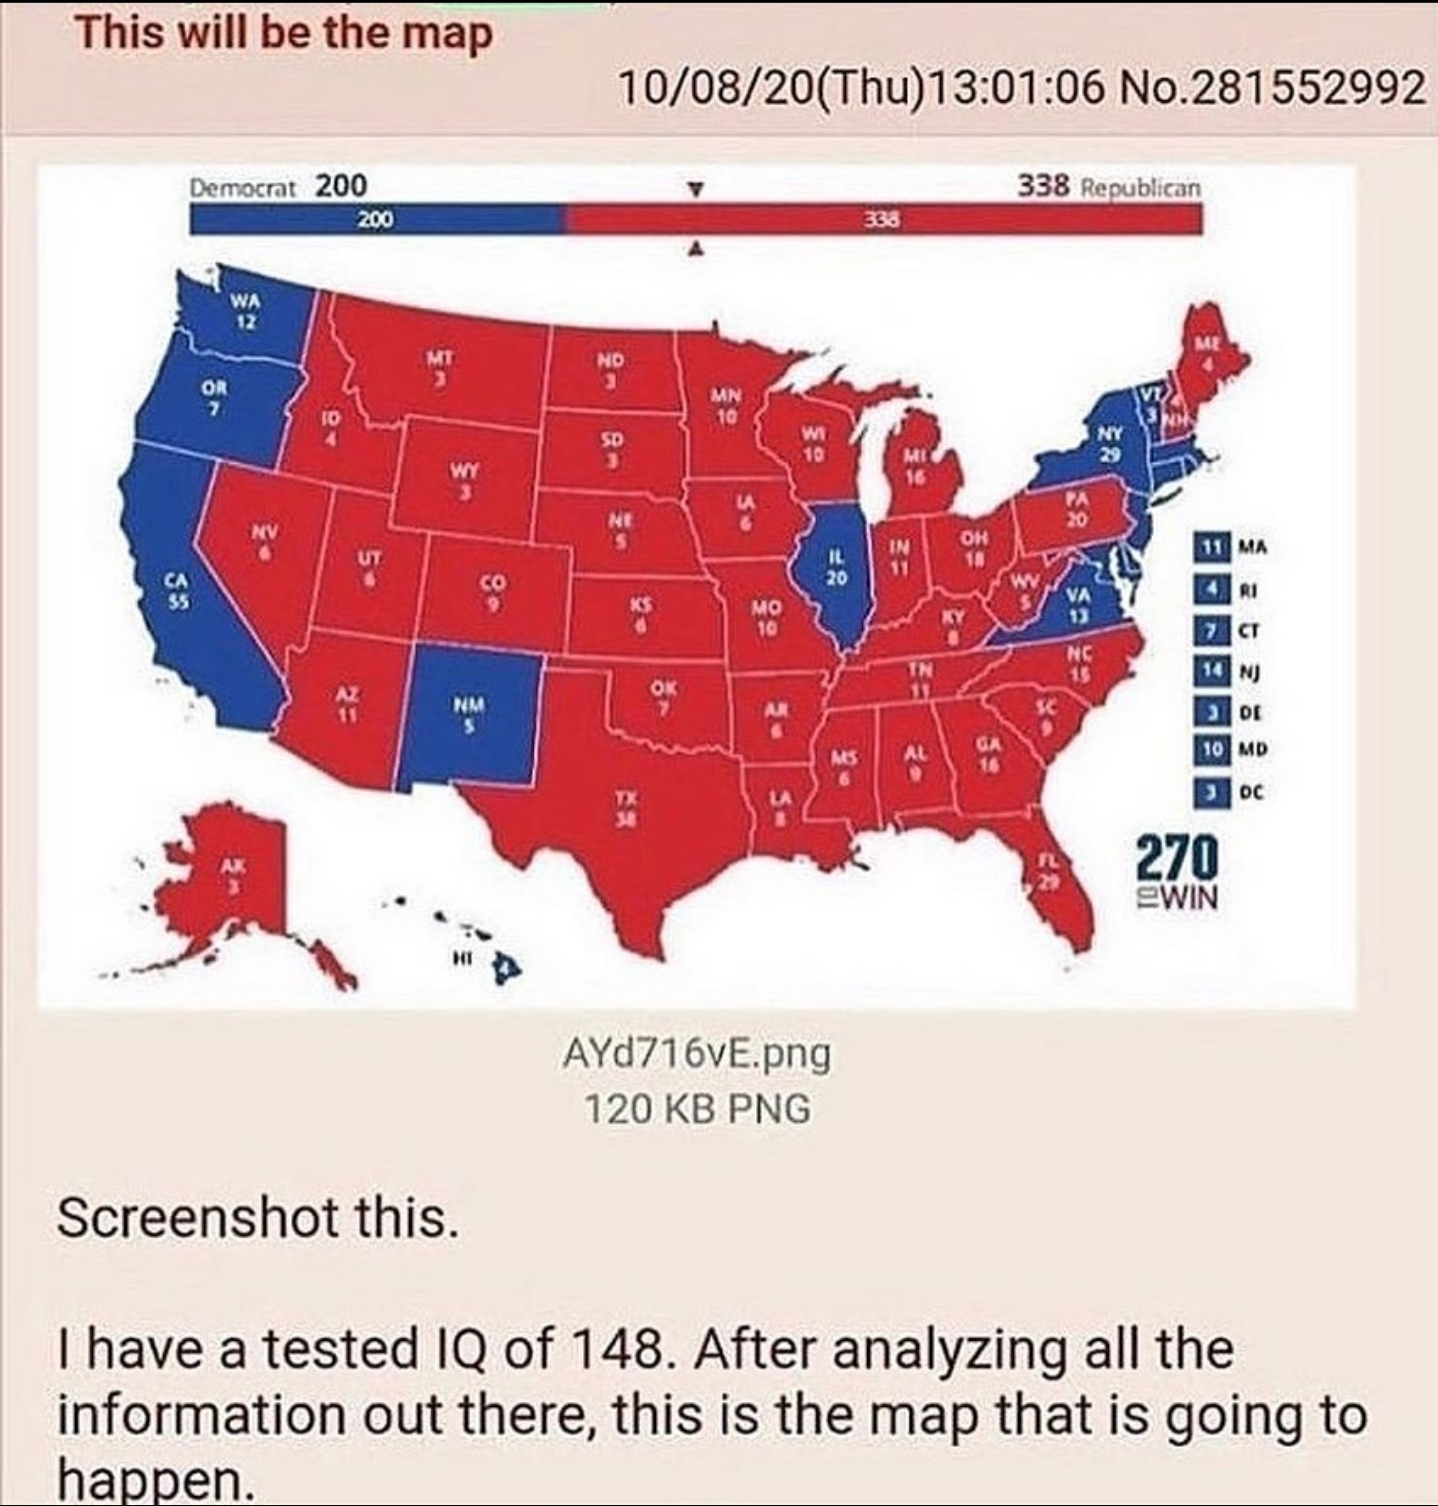 This will be the map
10/08/20(Thu)13:01:06 No.281552992
Democrat 200
338 Republican
200
338
WA
12
OR
7
CA
55
NV
6
ID
4
MT
3
WY
3
UT
6
CO
9
AZ
11
NM
5
ND
3
SD
3
NE
5
KS
6
OK
7
TX
38
MN
10
IA
6
MO
10
AR
6
LA
8
WI
10
IL
20
MI
16
IN
11
OH
18
KY
8
TN
11
MS
6
AL
9
GA
16
FL
29
SC
9
NC
15
VA
13
WV
5
PA
20
NY
29
VT
3
4
NH
ME
4
AK
3
HI
4
11 MA
4 RI
7 CT
14 NJ
3 DE
10 MD
3 DC
270
TO WIN
AYd716vE.png
120 KB PNG
Screenshot this.
I have a tested IQ of 148. After analyzing all the
information out there, this is the map that is going to
happen.